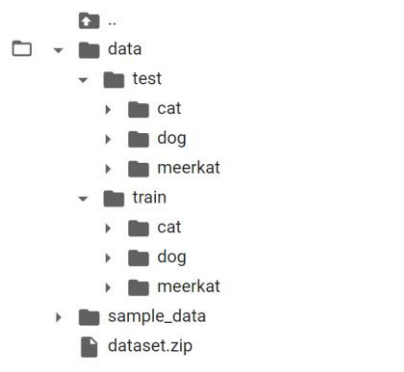 ..
data
test
cat
dog
meerkat
train
cat
dog
meerkat
sample_data
dataset.zip